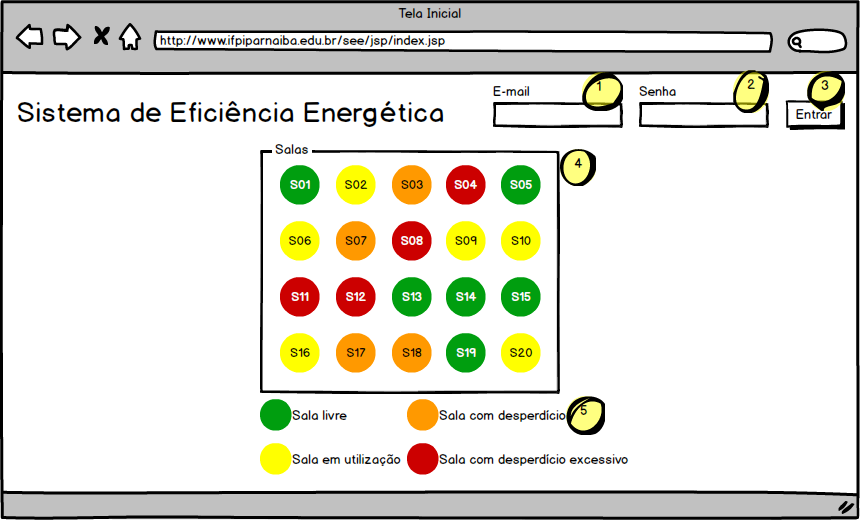 Tela Inicial
http://www.ifpiparnaiba.edu.br/see/jsp/index.jsp
E-mail 1 Senha 2 3
Sistema de Eficiência Energética Entrar
Salas 4
S01 S02 S03 S04 S05
S06 S07 S08 S09 S10
S11 S12 S13 S14 S15
S16 S17 S18 S19 S20
Sala livre Sala com desperdício 5
Sala em utilização Sala com desperdício excessivo